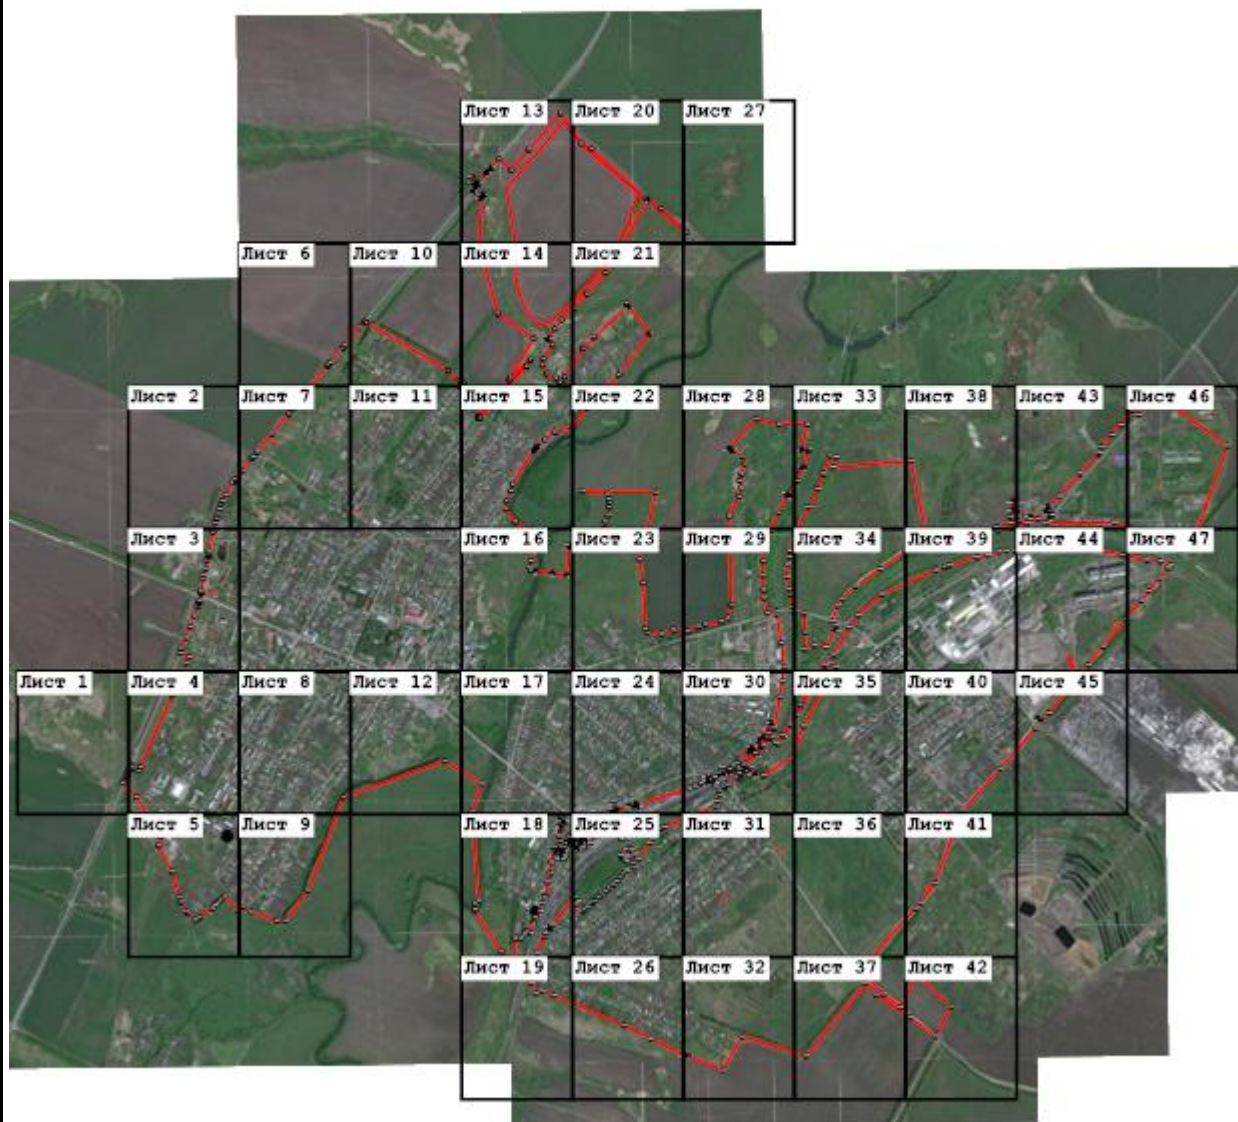 Лист 13
Лист 20
Лист 27
Лист 6
Лист 10
Лист 14
Лист 21
Лист 2
Лист 7
Лист 11
Лист 15
Лист 22
Лист 28
Лист 33
Лист 38
Лист 43
Лист 46
Лист 3
Лист 16
Лист 23
Лист 29
Лист 34
Лист 39
Лист 44
Лист 47
Лист 1
Лист 4
Лист 8
Лист 12
Лист 17
Лист 24
Лист 30
Лист 35
Лист 40
Лист 45
Лист 5
Лист 9
Лист 18
Лист 25
Лист 31
Лист 36
Лист 41
Лист 19
Лист 26
Лист 32
Лист 37
Лист 42